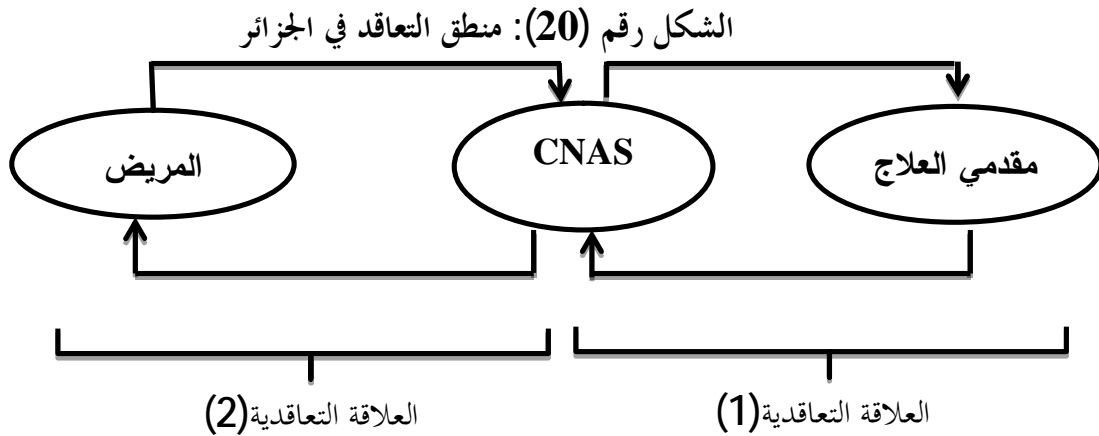 الشكل رقم (20): منطق التعاقد في الجزائر
مقدمي العلاج
CNAS
المريض
العلاقة التعاقدية(1)
العلاقة التعاقدية(2)